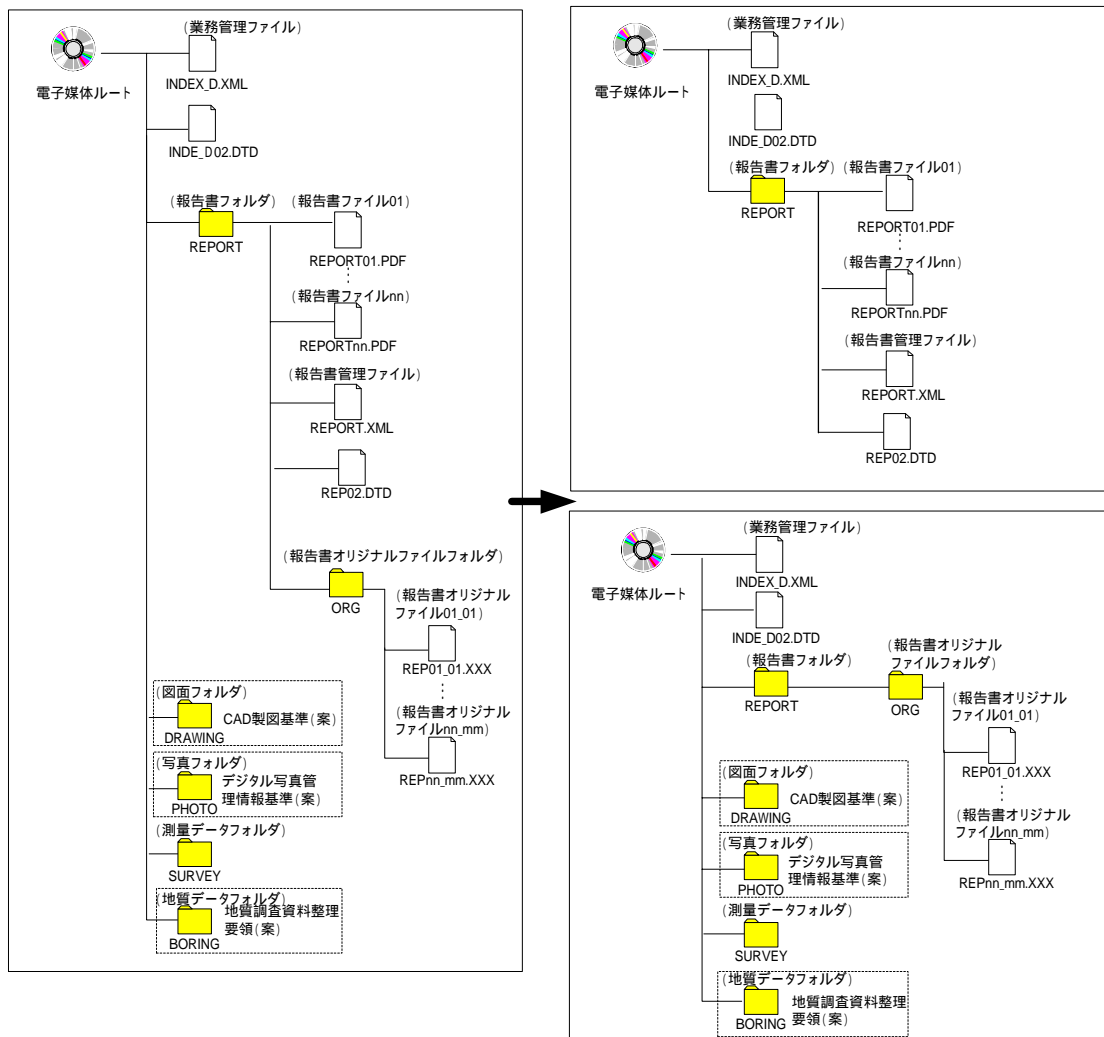 (業務管理ファイル)
電子媒体ルート
INDEX_D.XML
INDE_D02.DTD
(報告書フォルダ)
REPORT
(報告書ファイル01)
REPORT01.PDF
(報告書ファイルnn)
REPORTnn.PDF
(報告書管理ファイル)
REPORT.XML
REP02.DTD
(報告書オリジナルファイルフォルダ)
ORG
(報告書オリジナル
ファイル01_01)
REP01_01.XXX
(報告書オリジナル
ファイルnn_mm)
REPnn_mm.XXX
(図面フォルダ)
CAD製図基準(案)
DRAWING
(写真フォルダ)
デジタル写真管
理情報基準(案)
PHOTO
(測量データフォルダ)
SURVEY
(地質データフォルダ)
地質調査資料整理
要領(案)
BORING
(業務管理ファイル)
電子媒体ルート
INDEX_D.XML
INDE_D02.DTD
(報告書フォルダ)
REPORT
(報告書ファイル01)
REPORT01.PDF
(報告書ファイルnn)
REPORTnn.PDF
(報告書管理ファイル)
REPORT.XML
REP02.DTD
(業務管理ファイル)
電子媒体ルート
INDEX_D.XML
INDE_D02.DTD
(報告書フォルダ)
REPORT
(報告書オリジナル
ファイルフォルダ)
ORG
(報告書オリジナル
ファイル01_01)
REP01_01.XXX
(報告書オリジナル
ファイルnn_mm)
REPnn_mm.XXX
(図面フォルダ)
CAD製図基準(案)
DRAWING
(写真フォルダ)
デジタル写真管
理情報基準(案)
PHOTO
(測量データフォルダ)
SURVEY
(地質データフォルダ)
地質調査資料整理
要領(案)
BORING